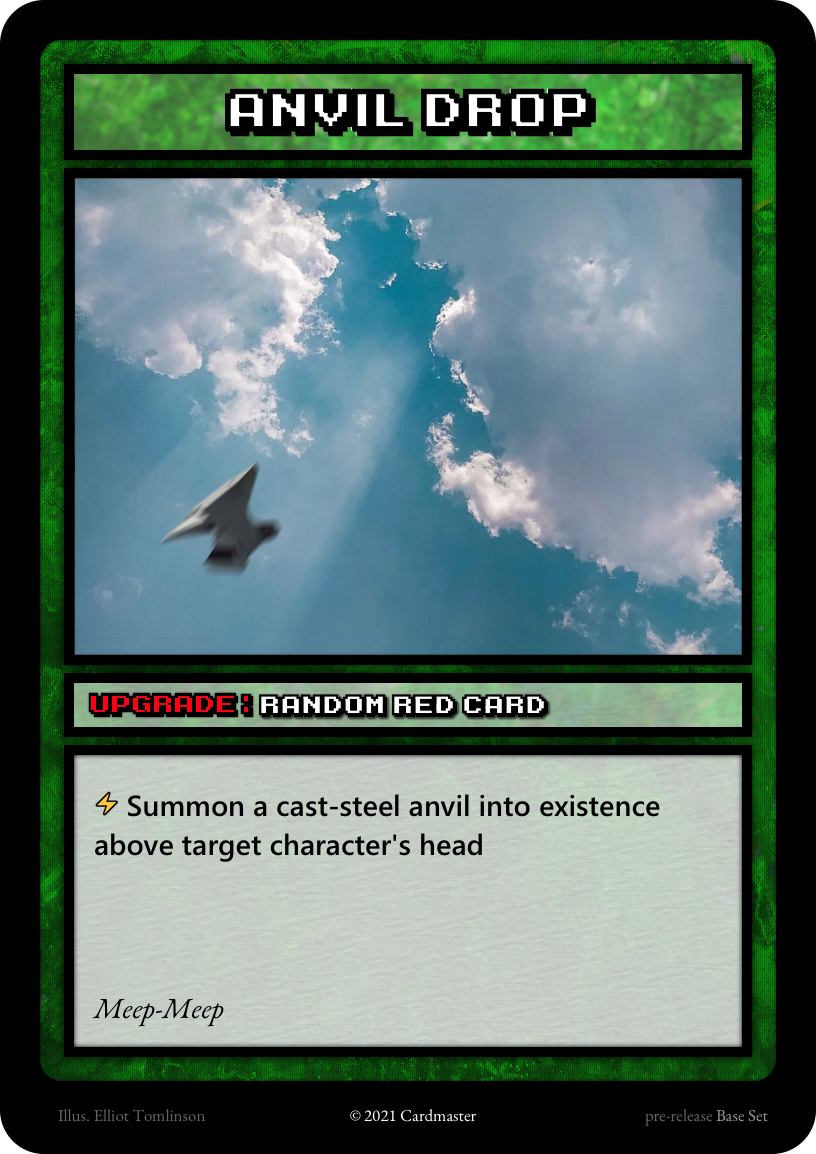 ANVIL DROP
UPGRADE: RANDOM RED CARD
⚡ Summon a cast-steel anvil into existence
above target character's head
Meep-Meep
Illus. Elliot Tomlinson
© 2021 Cardmaster
pre-release Base Set